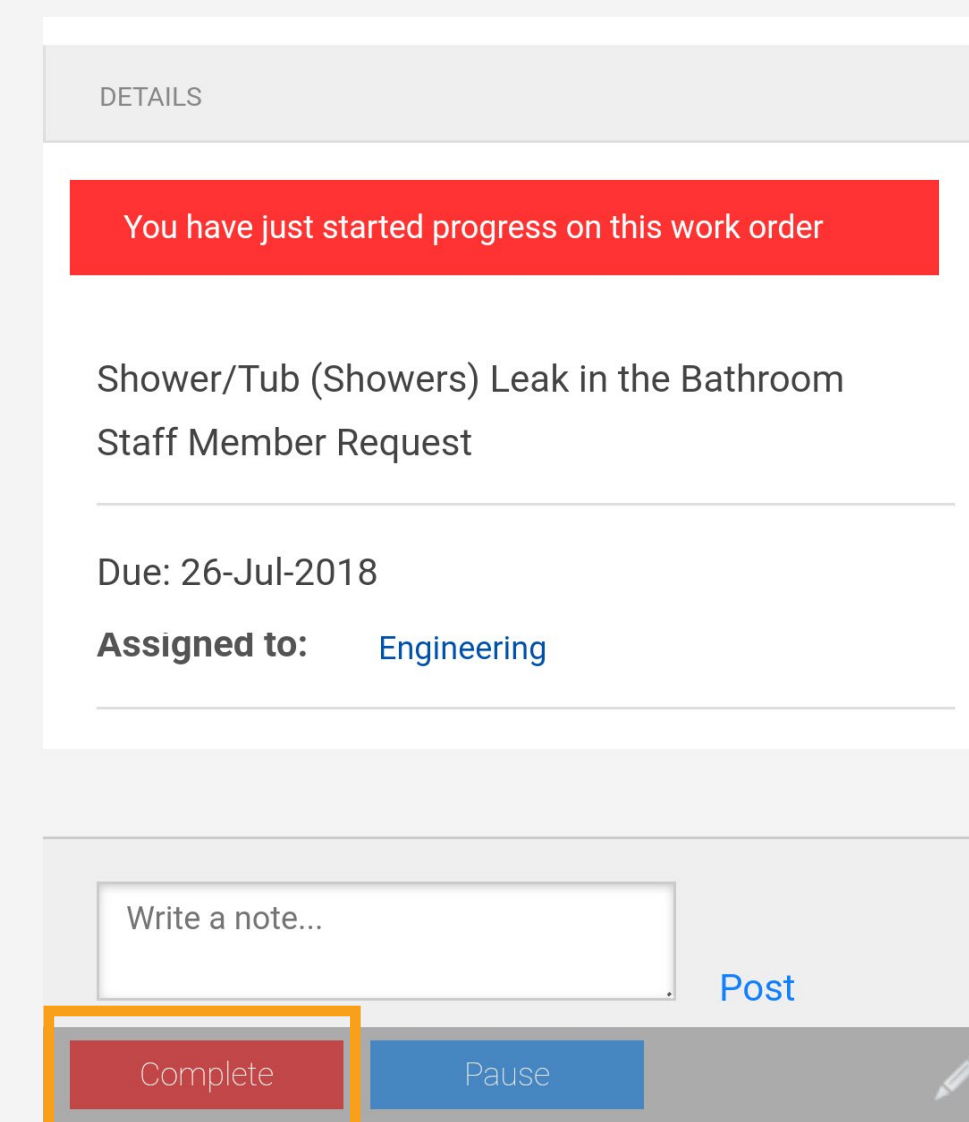 DETAILS
You have just started progress on this work order
Shower/Tub (Showers) Leak in the Bathroom
Staff Member Request
Due: 26-Jul-2018
Assigned to: Engineering
Write a note...
Post
Complete Pause